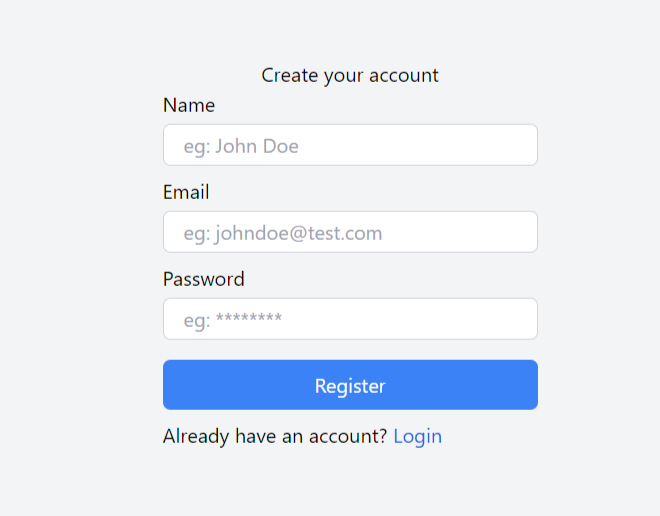 Create your account
Name
eg: John Doe
Email
eg: johndoe@test.com
Password
eg: ********
Register
Already have an account? Login